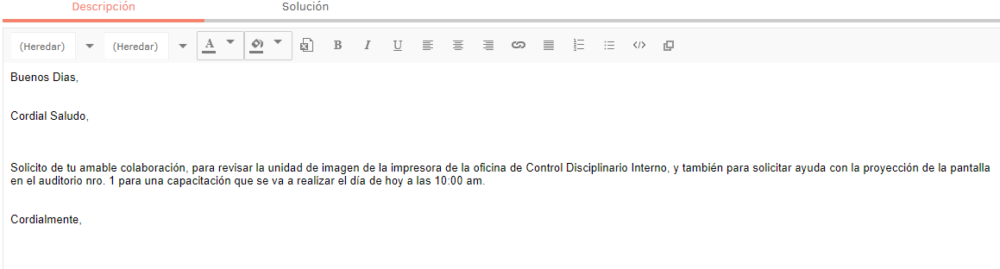 Descripción Solución
(Heredar) (Heredar) A B I U
Buenos Dias,
Cordial Saludo,
Solicito de tu amable colaboración, para revisar la unidad de imagen de la impresora de la oficina de Control Disciplinario Interno, y también para solicitar ayuda con la proyección de la pantalla
en el auditorio nro. 1 para una capacitación que se va a realizar el día de hoy a las 10:00 am.
Cordialmente,